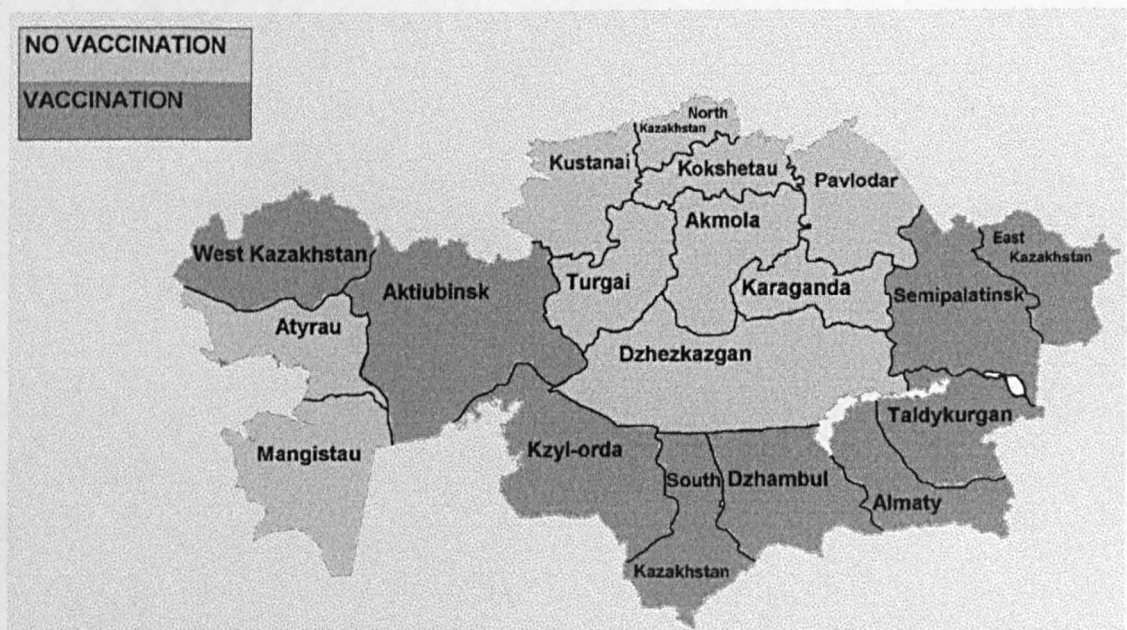 NO VACCINATION
VACCINATION
North
Kazakhstan
Kustanai
Kokshetau
Pavlodar
Akmola
East
Kazakhstan
West Kazakhstan
Aktiubinsk
Turgai
Karaganda
Semipalatinsk
Atyrau
Dzhezkazgan
Taldykurgan
Mangistau
Kzyl-orda
South
Dzhambul
Almaty
Kazakhstan